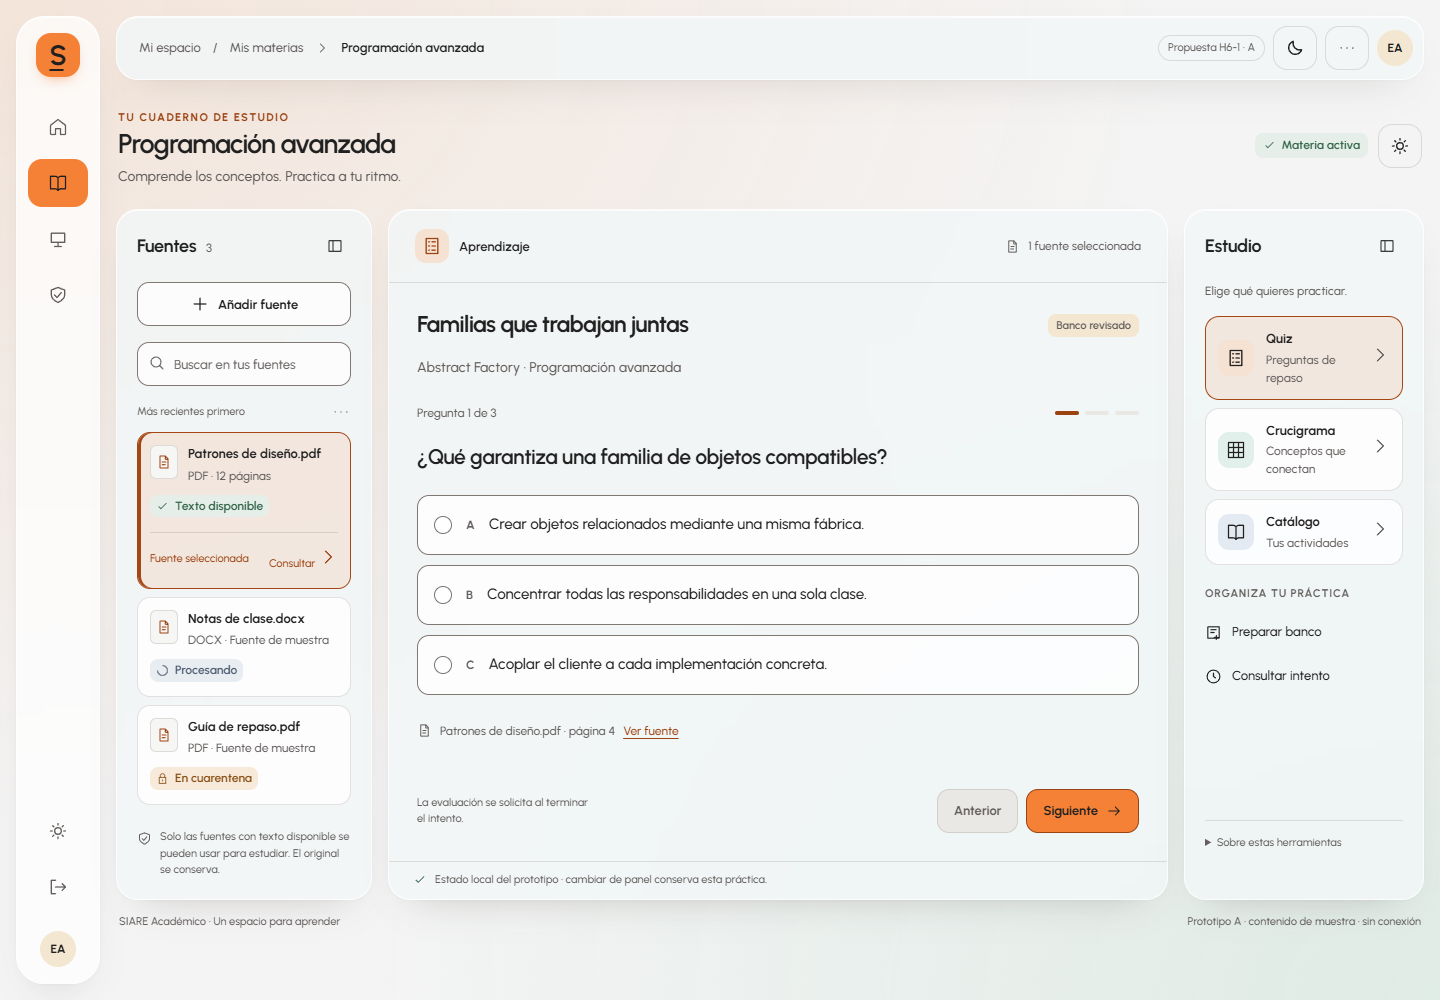 S
Mi espacio / Mis materias > Programación avanzada
Propuesta H6-1 · A
...
EA
TU CUADERNO DE ESTUDIO
Programación avanzada
Comprende los conceptos. Practica a tu ritmo.
Materia activa
Fuentes 3
Añadir fuente
Buscar en tus fuentes
Más recientes primero
...
Patrones de diseño.pdf
PDF · 12 páginas
Texto disponible
Fuente seleccionada
Consultar
Notas de clase.docx
DOCX · Fuente de muestra
Procesando
Guía de repaso.pdf
PDF · Fuente de muestra
En cuarentena
Solo las fuentes con texto disponible se
pueden usar para estudiar. El original
se conserva.
Aprendizaje
1 fuente seleccionada
Familias que trabajan juntas
Banco revisado
Abstract Factory · Programación avanzada
Pregunta 1 de 3
¿Qué garantiza una familia de objetos compatibles?
A Crear objetos relacionados mediante una misma fábrica.
B Concentrar todas las responsabilidades en una sola clase.
C Acoplar el cliente a cada implementación concreta.
Patrones de diseño.pdf · página 4 Ver fuente
La evaluación se solicita al terminar
el intento.
Anterior
Siguiente
Estado local del prototipo · cambiar de panel conserva esta práctica.
Estudio
Elige qué quieres practicar.
Quiz
Preguntas de
repaso
Crucigrama
Conceptos que
conectan
Catálogo
Tus actividades
ORGANIZA TU PRÁCTICA
Preparar banco
Consultar intento
Sobre estas herramientas
EA
SIARE Académico · Un espacio para aprender
Prototipo A · contenido de muestra · sin conexión